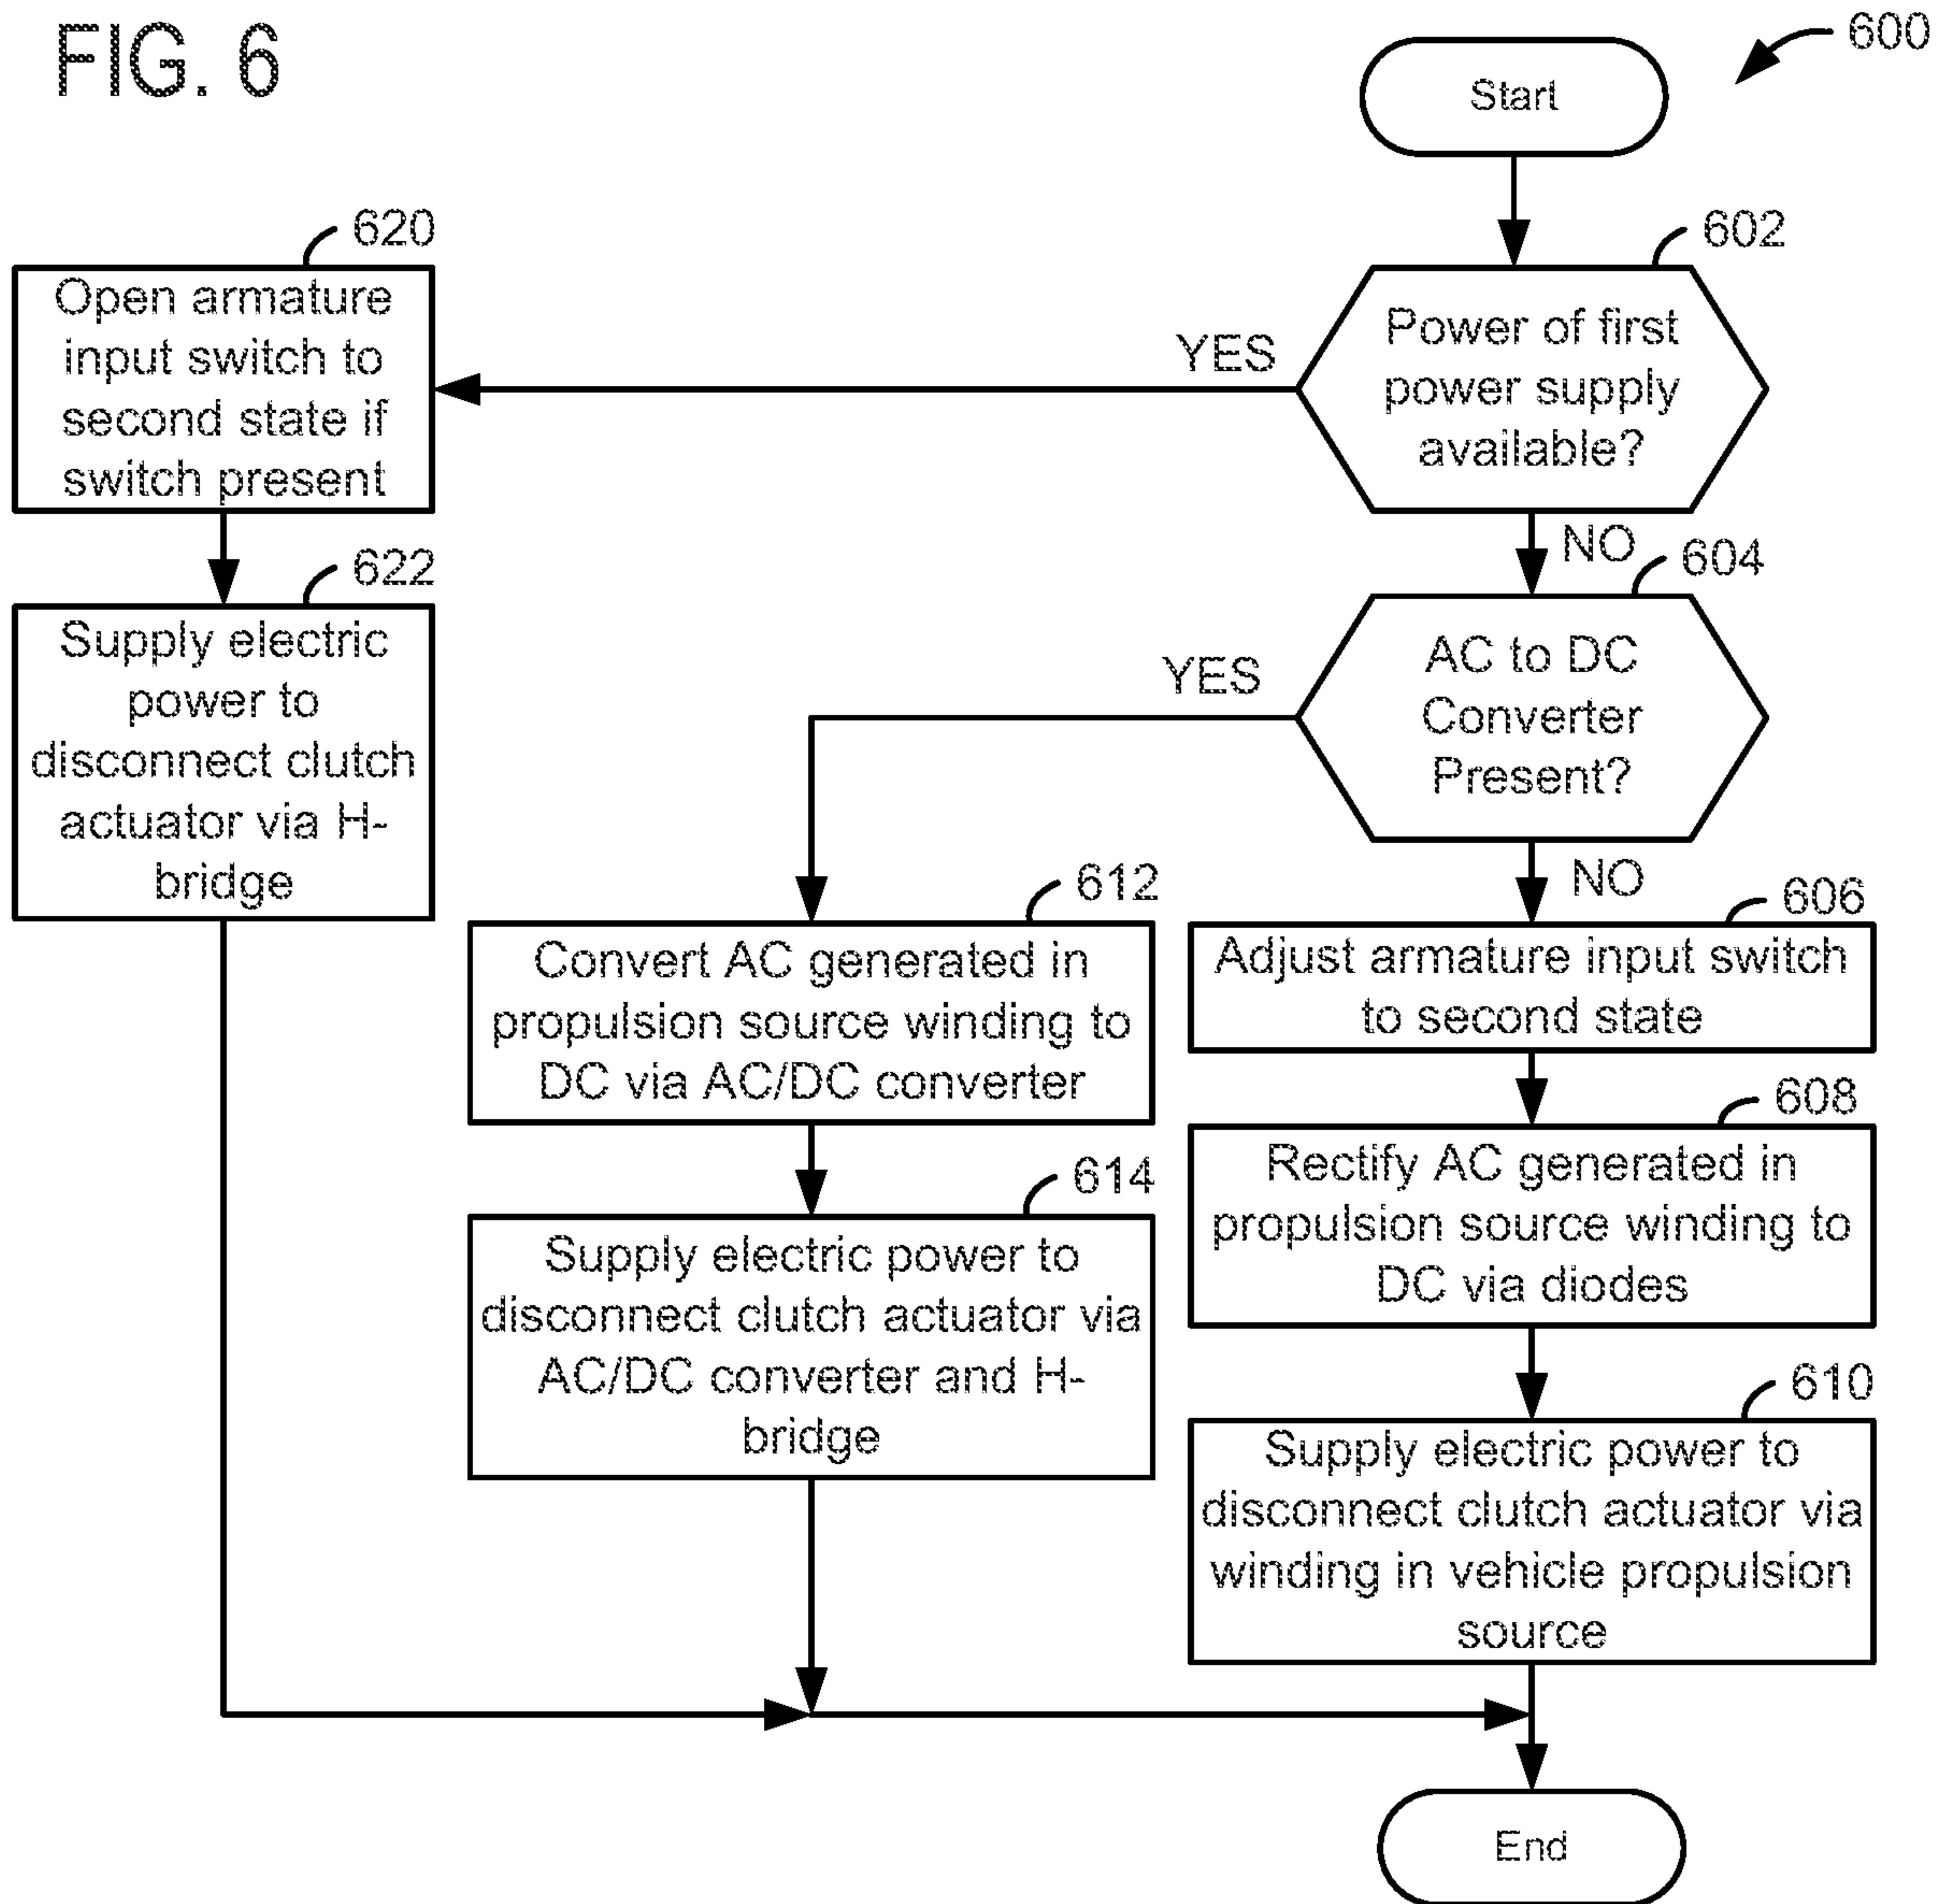 FIG. 6
600
Start
602
Power of first
power supply
available?
YES
NO
620
Open armature
input switch to
second state if
switch present
622
Supply electric
power to
disconnect clutch
actuator via H-
bridge
604
AC to DC
Converter
Present?
YES
NO
612
Convert AC generated in
propulsion source winding to
DC via AC/DC converter
614
Supply electric power to
disconnect clutch actuator via
AC/DC converter and H-
bridge
606
Adjust armature input switch
to second state
608
Rectify AC generated in
propulsion source winding to
DC via diodes
610
Supply electric power to
disconnect clutch actuator via
winding in vehicle propulsion
source
End